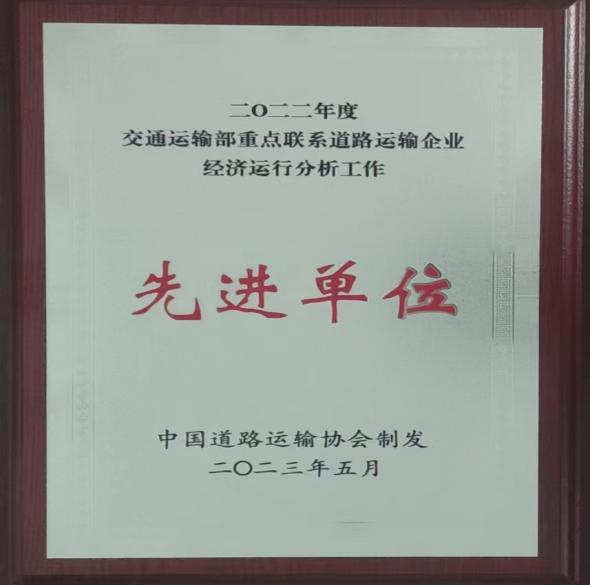 二〇二二年度
交通运输部重点联系道路运输企业
经济运行分析工作
先进单位
中国道路运输协会制发
二〇二三年五月